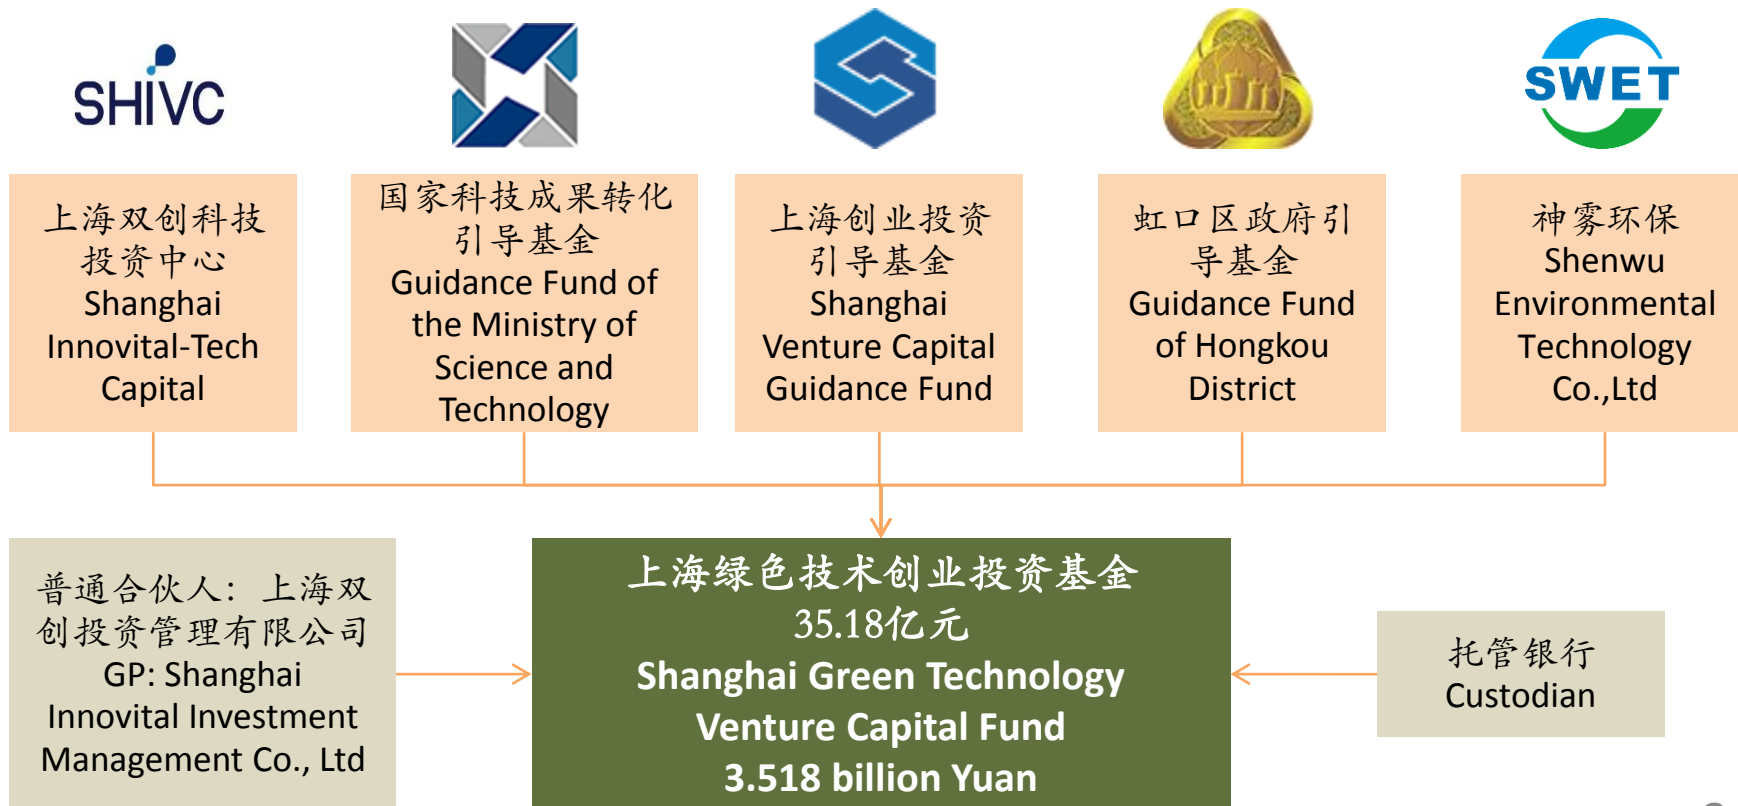 SHIVC
SWET
上海双创科技
投资中心
Shanghai
Innovital-Tech
Capital
国家科技成果转化
引导基金
Guidance Fund of
the Ministry of
Science and
Technology
上海创业投资
引导基金
Shanghai
Venture Capital
Guidance Fund
虹口区政府引
导基金
Guidance Fund
of Hongkou
District
神雾环保
Shenwu
Environmental
Technology
Co.,Ltd
普通合伙人：上海双
创投资管理有限公司
GP: Shanghai
Innovital Investment
Management Co., Ltd
上海绿色技术创业投资基金
35.18亿元
Shanghai Green Technology
Venture Capital Fund
3.518 billion Yuan
托管银行
Custodian